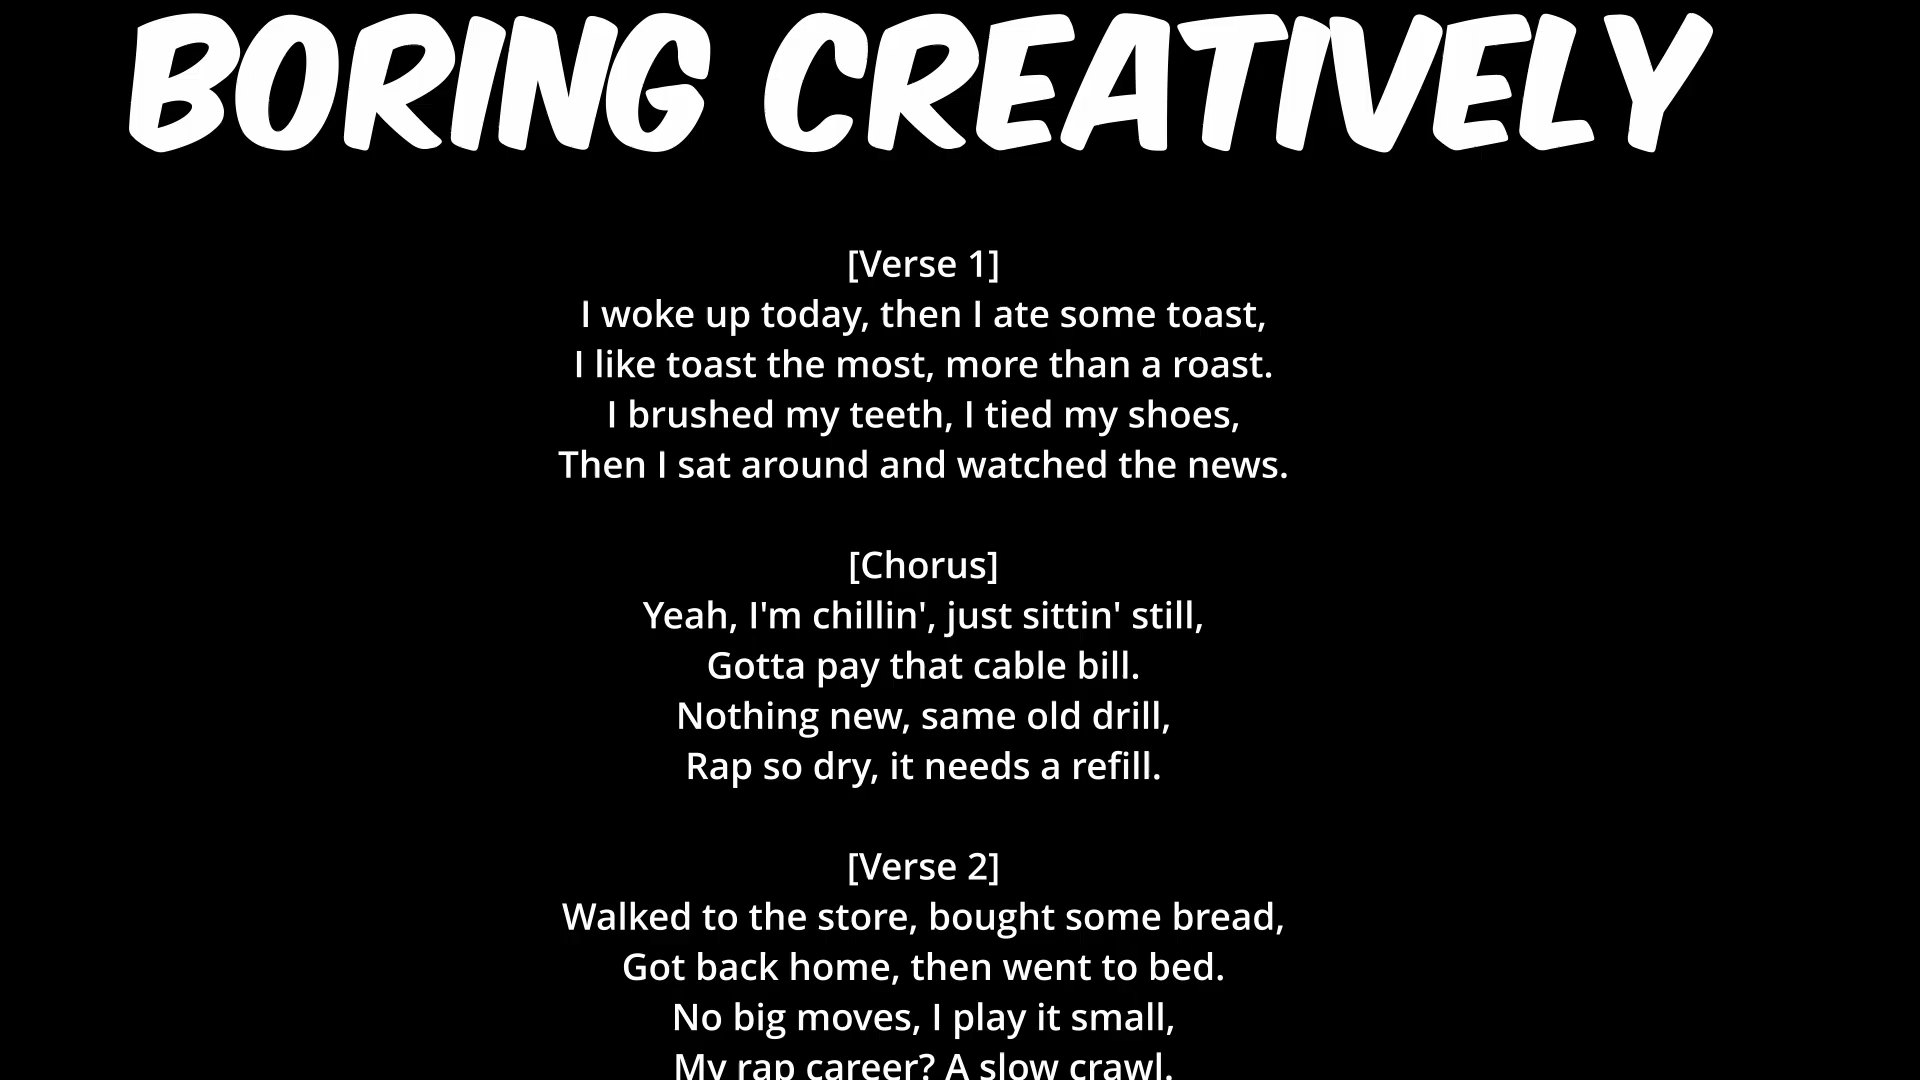 BORING CREATIVELY
[Verse 1]
I woke up today, then I ate some toast,
I like toast the most, more than a roast.
I brushed my teeth, I tied my shoes,
Then I sat around and watched the news.
[Chorus]
Yeah, I'm chillin', just sittin' still,
Gotta pay that cable bill.
Nothing new, same old drill,
Rap so dry, it needs a refill.
[Verse 2]
Walked to the store, bought some bread,
Got back home, then went to bed.
No big moves, I play it small,
My rap career? A slow crawl.